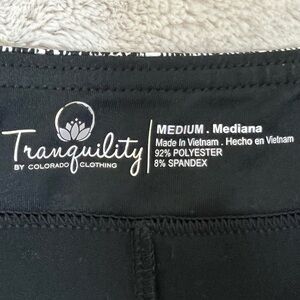 Tranquility
BY COLORADO CLOTHING
MEDIUM . Mediana
Made in Vietnam . Hecho en Vietnam
92% POLYESTER
8% SPANDEX